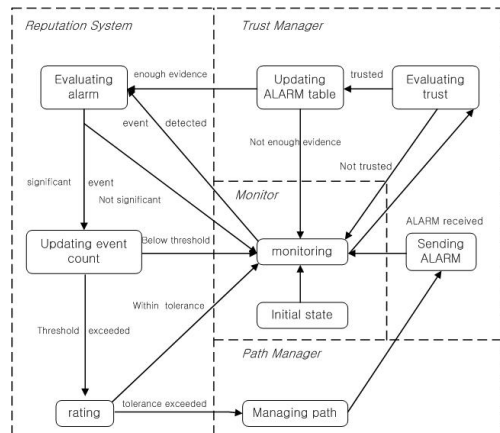 Reputation System
Trust Manager
Evaluating
alarm
enough evidence
Updating
ALARM table
trusted
Evaluating
trust
event detected
Not enough evidence
Not trusted
significant event
Not significant
Monitor
ALARM received
Updating event
count
Below threshold
monitoring
Sending
ALARM
Within tolerance
Initial state
Threshold exceeded
Path Manager
rating
tolerance exceeded
Managing path